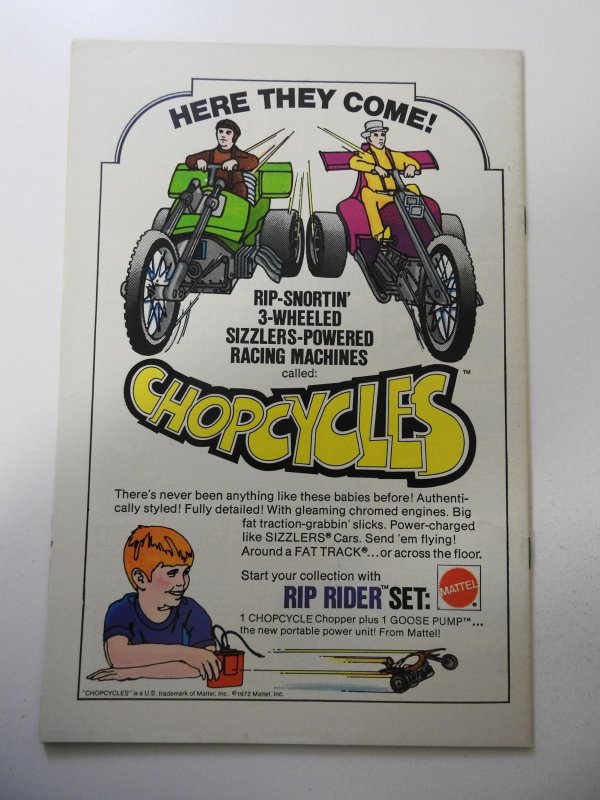 HERE THEY COME!
RIP-SNORTIN'
3-WHEELED
SIZZLERS-POWERED
RACING MACHINES
called:
CHOPCYCLES™
There's never been anything like these babies before! Authenti-
cally styled! Fully detailed! With gleaming chromed engines. Big
fat traction-grabbin' slicks. Power-charged
like SIZZLERS® Cars. Send 'em flying!
Around a FAT TRACK®...or across the floor.
Start your collection with
RIP RIDER™ SET:
MATTEL®
1 CHOPCYCLE Chopper plus 1 GOOSE PUMP™...
the new portable power unit! From Mattel!
"CHOPCYCLES" is a U.S. trademark of Mattel, Inc. ©1972 Mattel, Inc.